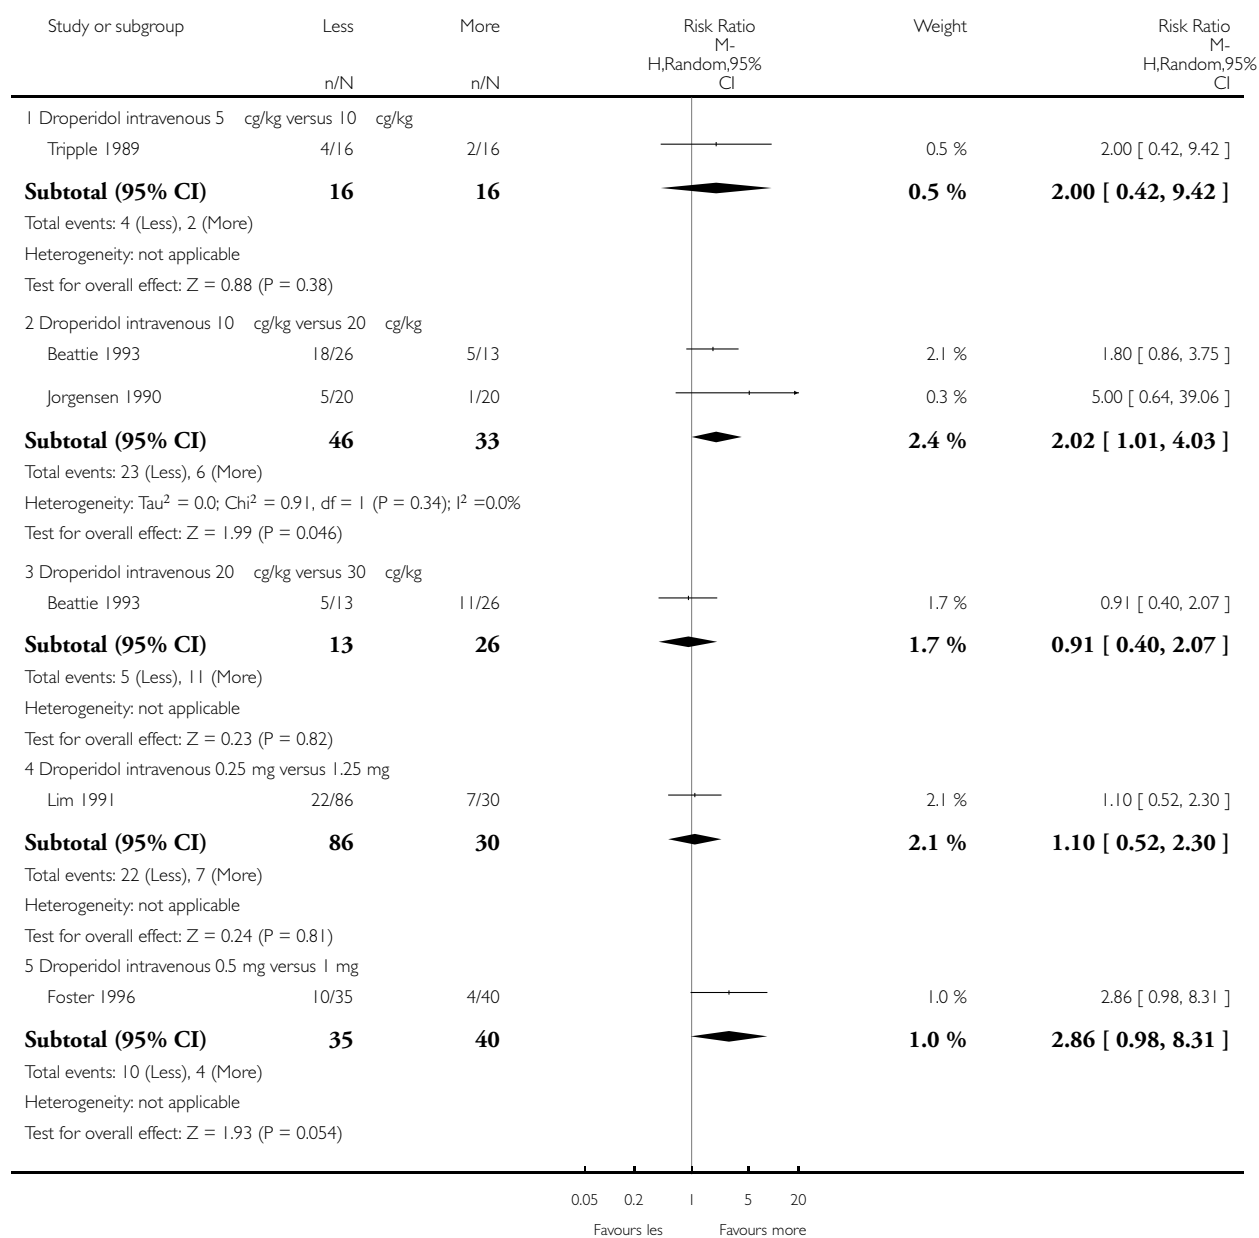 Study or subgroup Less More Risk Ratio Weight Risk Ratio
M- M-
H,Random,95% H,Random,95%
n/N n/N CI CI
1 Droperidol intravenous 5 cg/kg versus 10 cg/kg
Tripple 1989 4/16 2/16 0.5 % 2.00 [ 0.42, 9.42 ]
Subtotal (95% CI) 16 16 0.5 % 2.00 [ 0.42, 9.42 ]
Total events: 4 (Less), 2 (More)
Heterogeneity: not applicable
Test for overall effect: Z = 0.88 (P = 0.38)
2 Droperidol intravenous 10 cg/kg versus 20 cg/kg
Beattie 1993 18/26 5/13 2.1 % 1.80 [ 0.86, 3.75 ]
Jorgensen 1990 5/20 1/20 0.3 % 5.00 [ 0.64, 39.06 ]
Subtotal (95% CI) 46 33 2.4 % 2.02 [ 1.01, 4.03 ]
Total events: 23 (Less), 6 (More)
Heterogeneity: Tau² = 0.0; Chi² = 0.91, df = 1 (P = 0.34); I² =0.0%
Test for overall effect: Z = 1.99 (P = 0.046)
3 Droperidol intravenous 20 cg/kg versus 30 cg/kg
Beattie 1993 5/13 11/26 1.7 % 0.91 [ 0.40, 2.07 ]
Subtotal (95% CI) 13 26 1.7 % 0.91 [ 0.40, 2.07 ]
Total events: 5 (Less), 11 (More)
Heterogeneity: not applicable
Test for overall effect: Z = 0.23 (P = 0.82)
4 Droperidol intravenous 0.25 mg versus 1.25 mg
Lim 1991 22/86 7/30 2.1 % 1.10 [ 0.52, 2.30 ]
Subtotal (95% CI) 86 30 2.1 % 1.10 [ 0.52, 2.30 ]
Total events: 22 (Less), 7 (More)
Heterogeneity: not applicable
Test for overall effect: Z = 0.24 (P = 0.81)
5 Droperidol intravenous 0.5 mg versus 1 mg
Foster 1996 10/35 4/40 1.0 % 2.86 [ 0.98, 8.31 ]
Subtotal (95% CI) 35 40 1.0 % 2.86 [ 0.98, 8.31 ]
Total events: 10 (Less), 4 (More)
Heterogeneity: not applicable
Test for overall effect: Z = 1.93 (P = 0.054)
0.05 0.2 1 5 20
Favours les Favours more